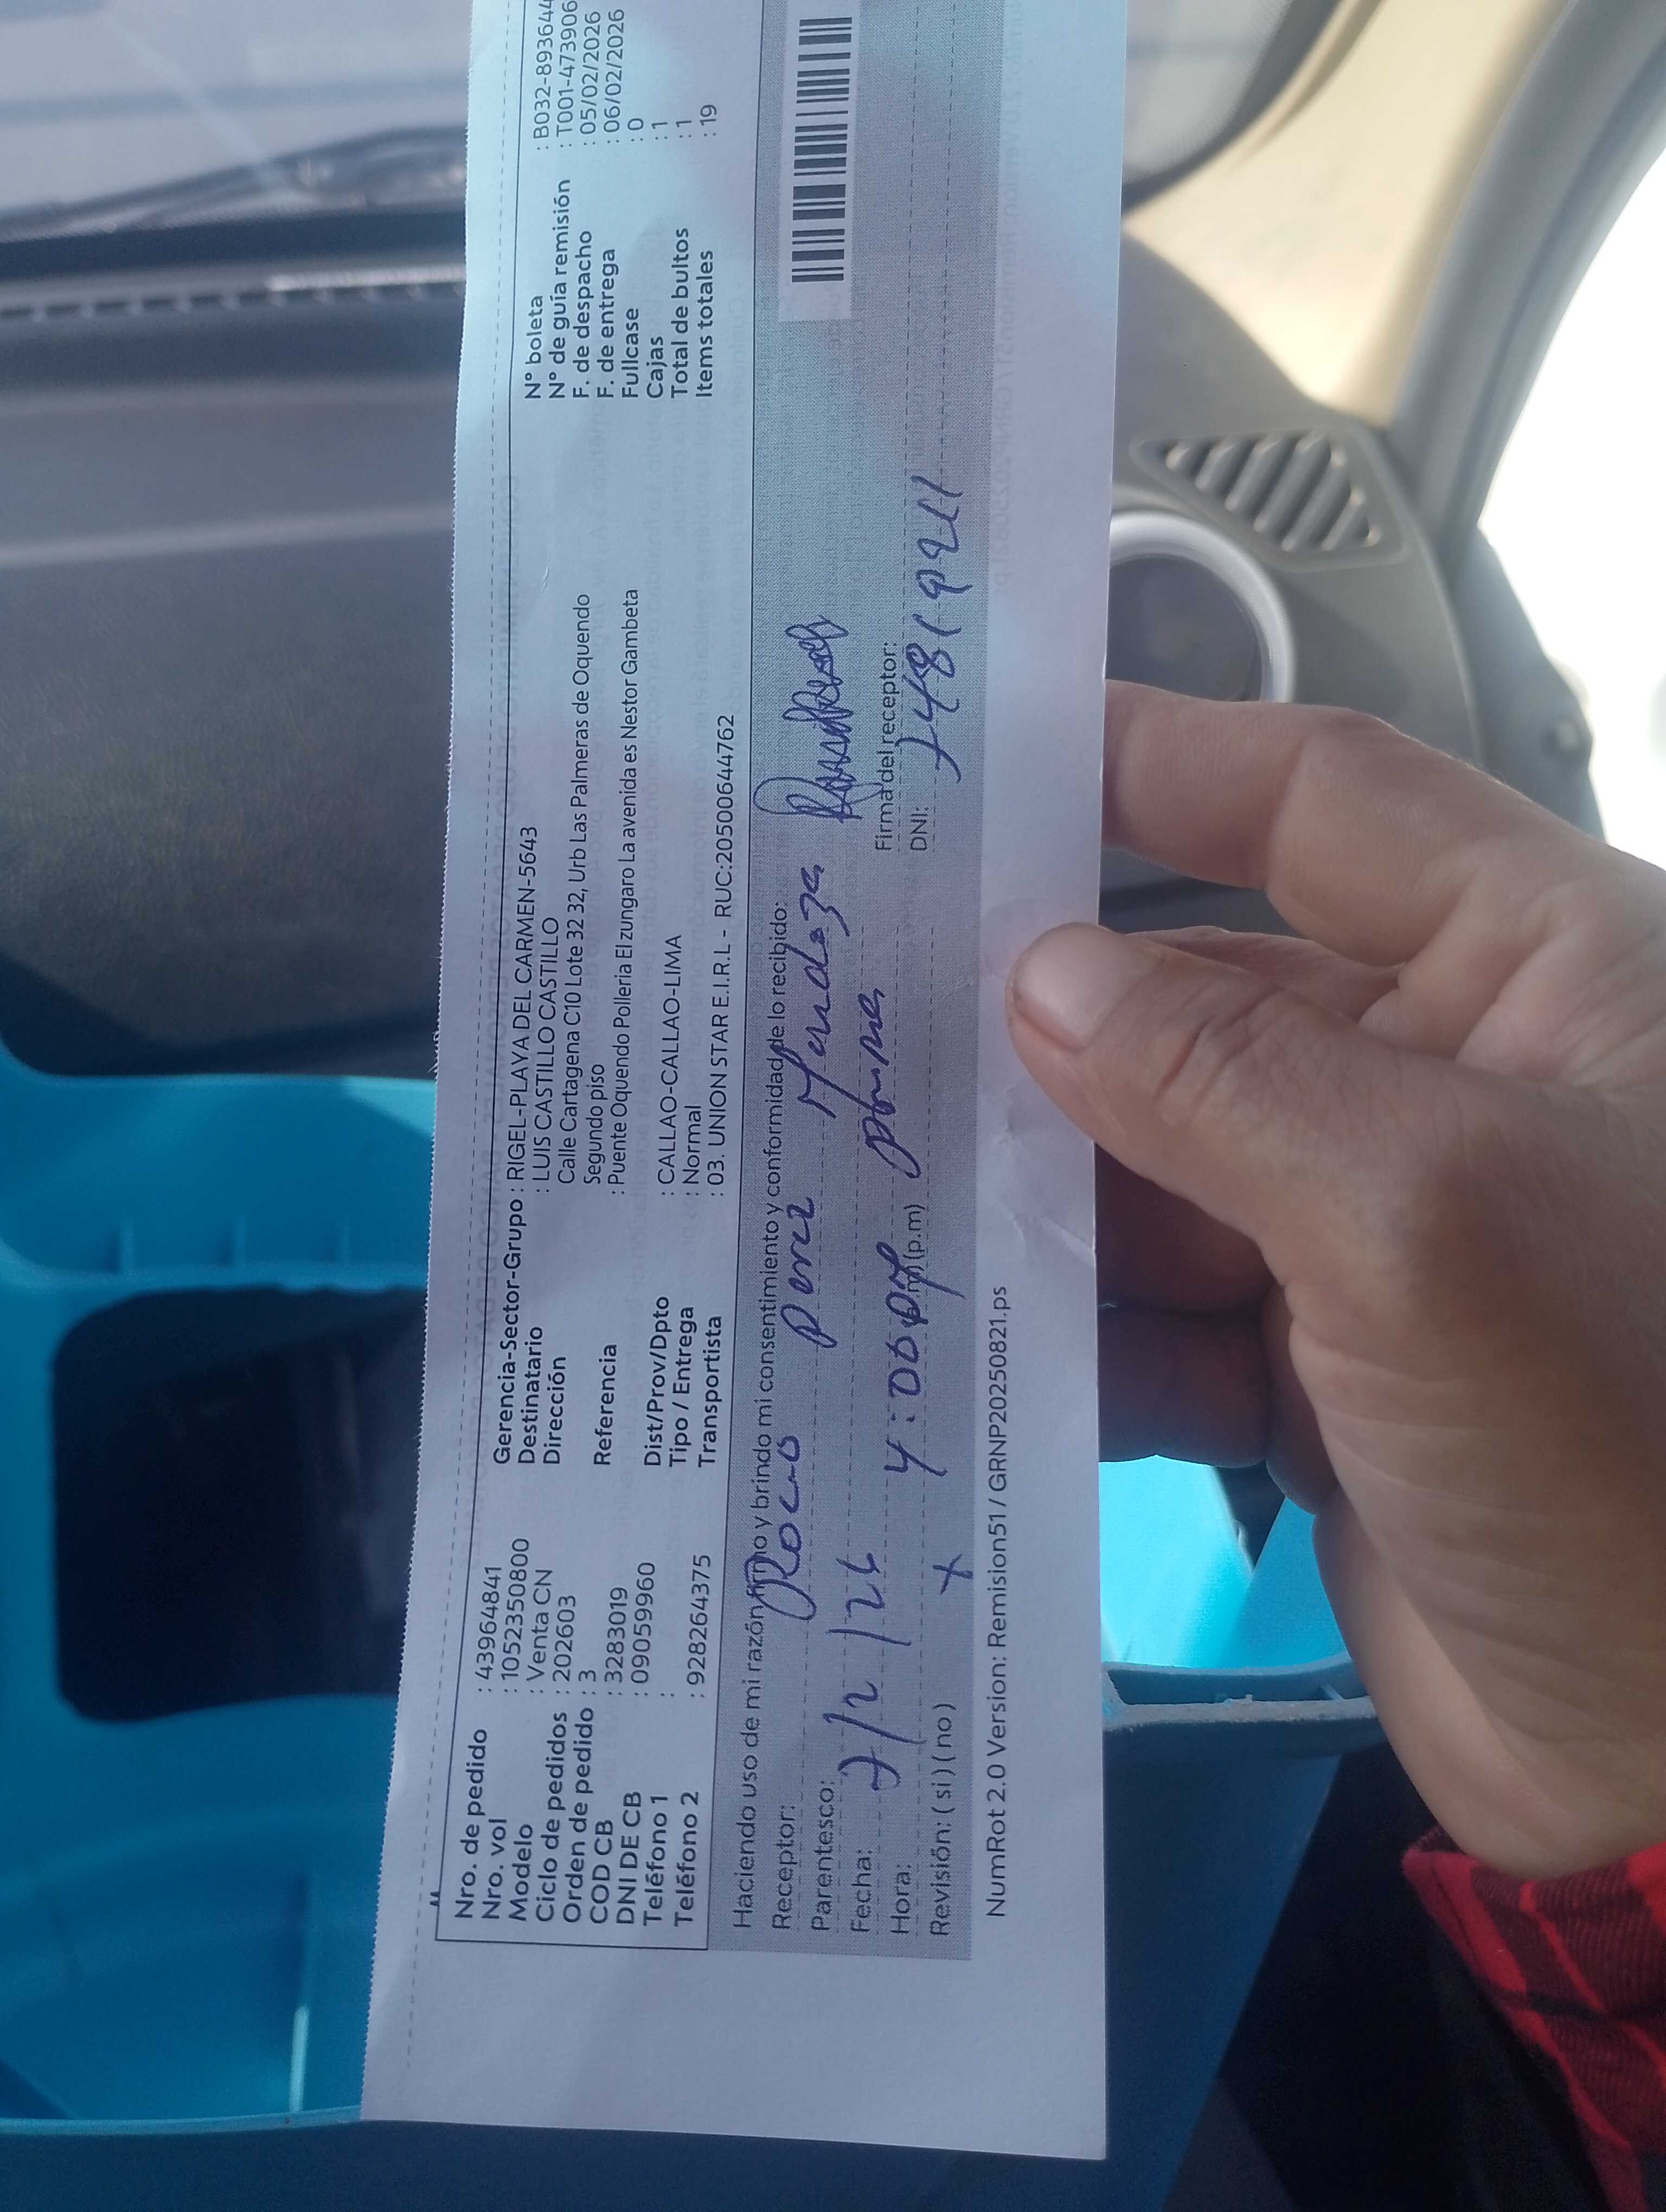 Nro. de pedido : 43964841
Nro. vol : 1052350800
Modelo : Venta CN
Ciclo de pedidos : 202603
Orden de pedido : 3
COD CB : 3283019
DNI DE CB : 09059960
Teléfono 1 :
Teléfono 2 : 928264375
Gerencia-Sector-Grupo : RIGEL-PLAYA DEL CARMEN-5643
Destinatario : LUIS CASTILLO CASTILLO
Dirección Calle Cartagena C10 Lote 32 32, Urb Las Palmeras de Oquendo
Segundo piso
Referencia : Puente Oquendo Polleria El zungaro La avenida es Nestor Gambeta
Dist/Prov/Dpto : CALLAO-CALLAO-LIMA
Tipo / Entrega : Normal
Transportista : 03. UNION STAR E.I.R.L - RUC:20500644762
N° boleta : B032-893644
N° de guía remisión : T001-473906
F. de despacho : 05/02/2026
F. de entrega : 06/02/2026
Fullcase : 0
Cajas : 1
Total de bultos : 1
Items totales : 19
Haciendo uso de mi razón firmo y brindo mi consentimiento y conformidad de lo recibido:
Receptor: Rocio Perez Mendoza
Parentesco: prima
Fecha: 7/2/26
Hora: 4:00 pm (p.m)
Revisión: ( si ) ( no ) x
Firma del receptor:
DNI:
NumRot 2.0 Version: Remision51 / GRNP20250821.ps